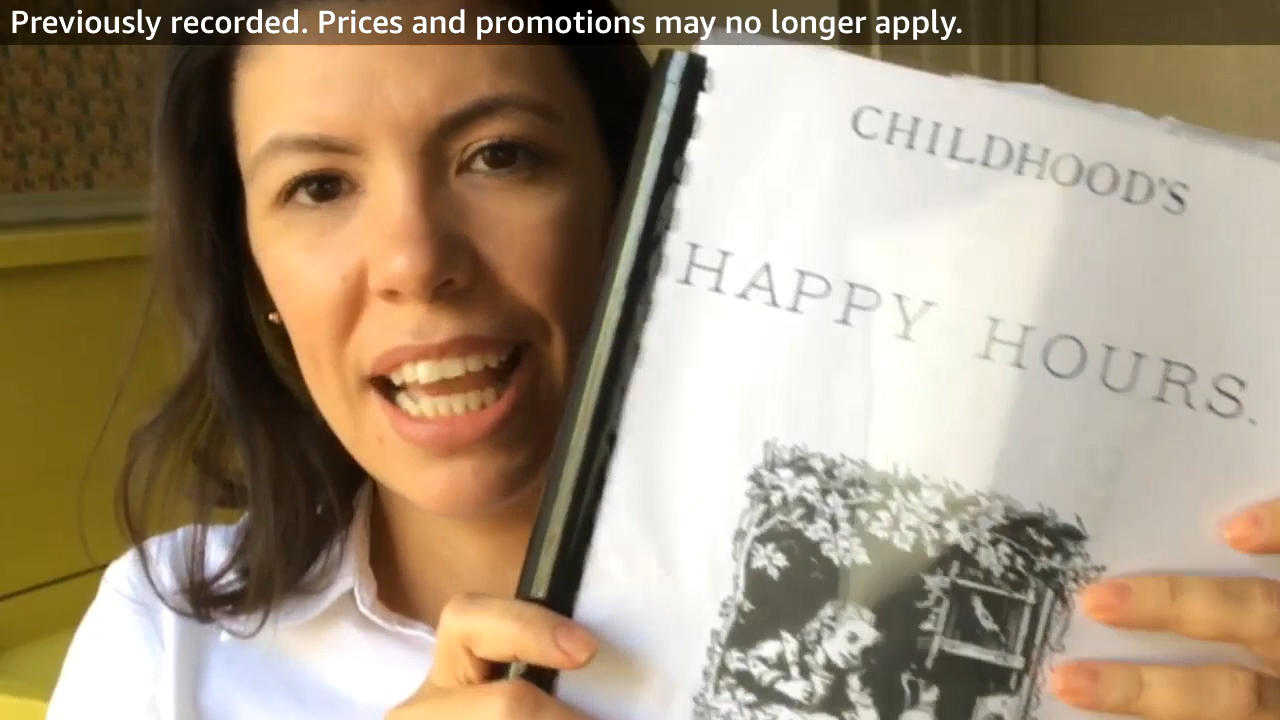 Previously recorded. Prices and promotions may no longer apply.
CHILDHOOD'S
HAPPY HOURS.